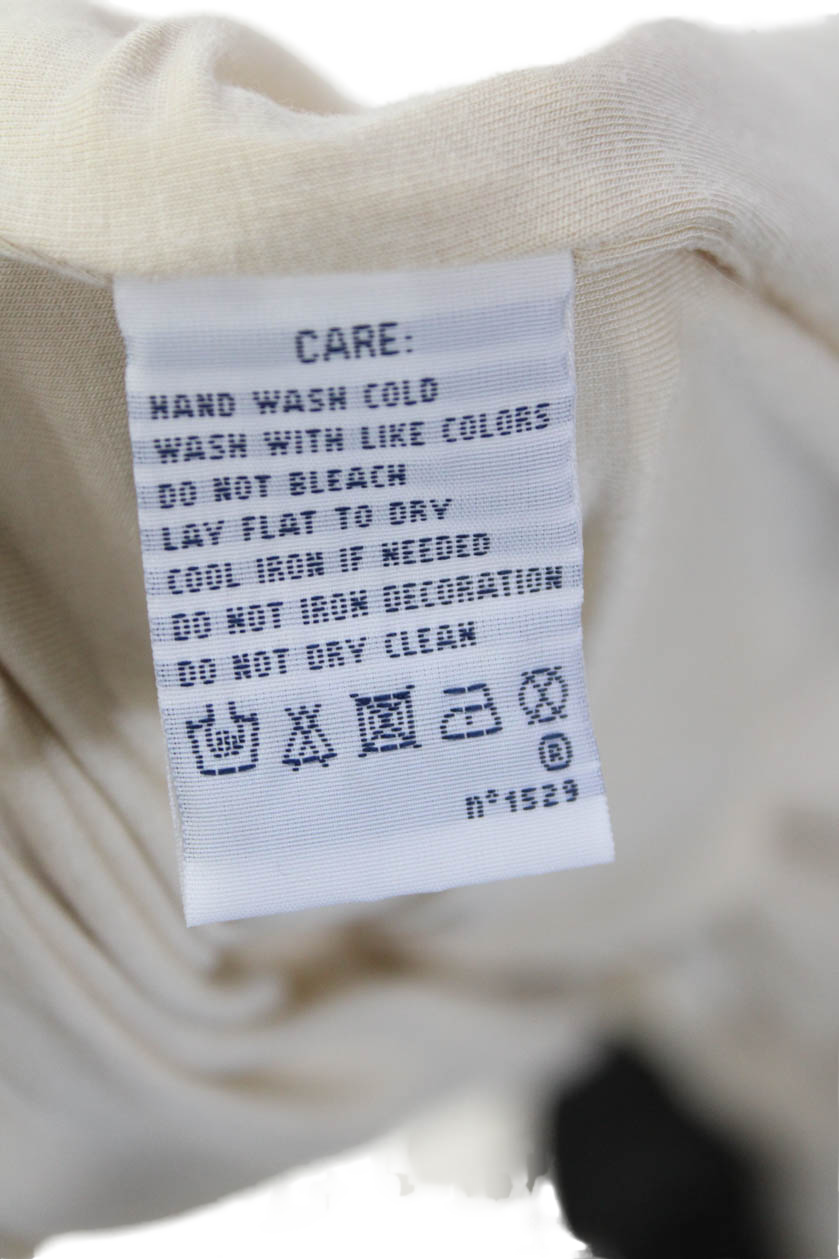 CARE:
HAND WASH COLD
WASH WITH LIKE COLORS
DO NOT BLEACH
LAY FLAT TO DRY
COOL IRON IF NEEDED
DO NOT IRON DECORATION
DO NOT DRY CLEAN
®
n°1529